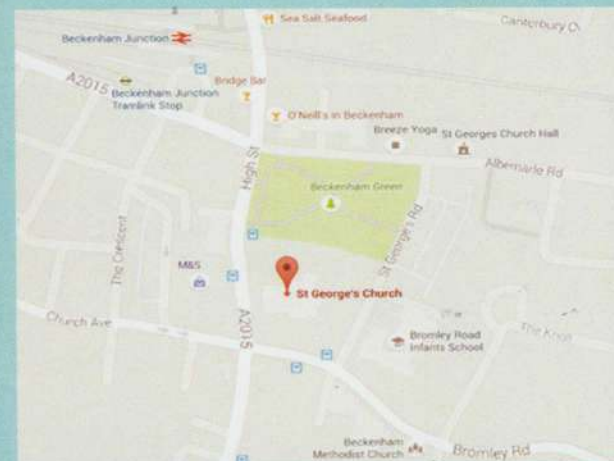 Sea Salt Seafood
Canterbury Cl
Beckenham Junction
A2015
Bridge Bar
Beckenham Junction
Tramlink Stop
O'Neill's in Beckenham
Breeze Yoga
St Georges Church Hall
High St
Albemarle Rd
Beckenham Green
The Crescent
St George's Rd
M&S
St George's Church
Church Ave
A2015
Bromley Road
Infants School
The Knoll
Beckenham
Methodist Church
Bromley Rd